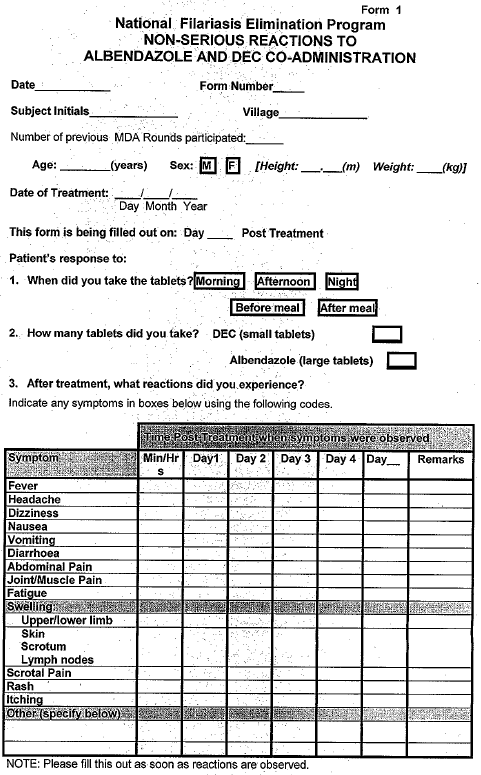 Form 1
National Filariasis Elimination Program
NON-SERIOUS REACTIONS TO
ALBENDAZOLE AND DEC CO-ADMINISTRATION
Date__________ Form Number_____
Subject Initials______________ Village______________
Number of previous MDA Rounds participated:______
Age: ________(years) Sex: M F [Height: ___.___(m) Weight: ____(kg)]
Date of Treatment: ____/____/____
Day Month Year
This form is being filled out on: Day ____ Post Treatment
Patient's response to:
1. When did you take the tablets? Morning Afternoon Night
Before meal After meal
2. How many tablets did you take? DEC (small tablets)
Albendazole (large tablets)
3. After treatment, what reactions did you experience?
Indicate any symptoms in boxes below using the following codes.
Time Post Treatment when symptoms were observed
Symptom Min/Hr Day1 Day 2 Day 3 Day 4 Day__ Remarks
s
Fever
Headache
Dizziness
Nausea
Vomiting
Diarrhoea
Abdominal Pain
Joint/Muscle Pain
Fatigue
Swelling:
Upper/lower limb
Skin
Scrotum
Lymph nodes
Scrotal Pain
Rash
Itching
Other (specify below)
NOTE: Please fill this out as soon as reactions are observed.